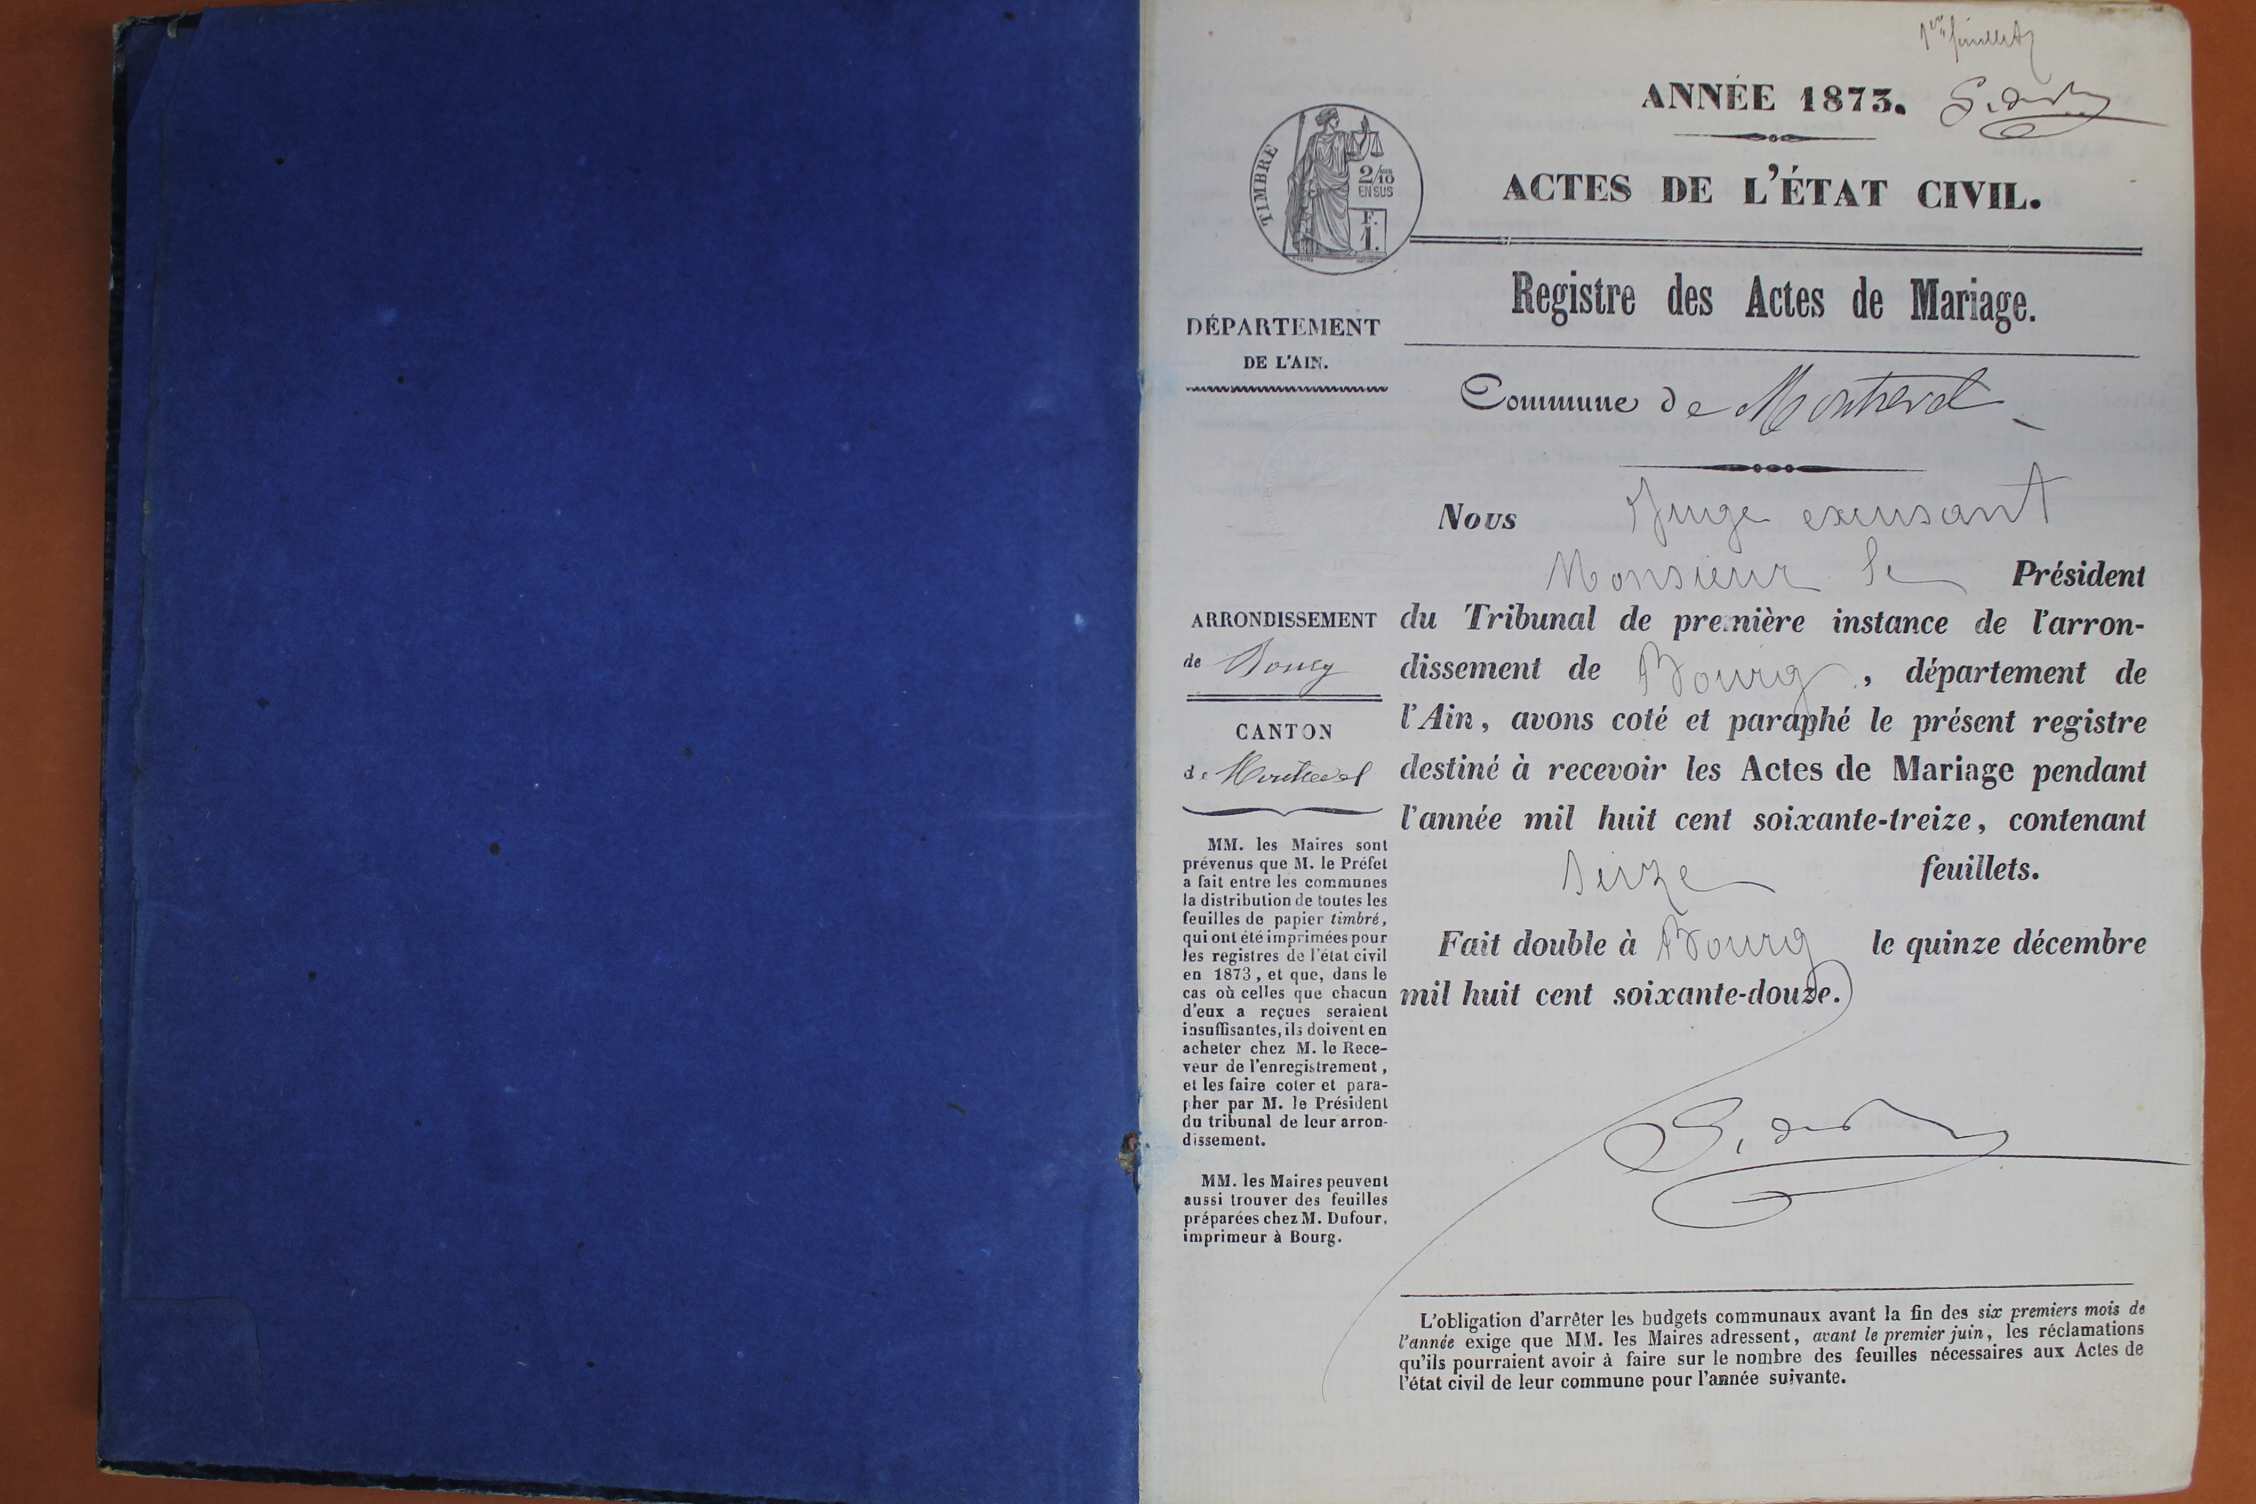 1er feuillet
ANNÉE 1873.
TIMBRE
2/10
EN SUS
F.
1.
ACTES DE L'ÉTAT CIVIL.
Registre des Actes de Mariage.
DÉPARTEMENT
DE L'AIN.
Commune de Montrevel
Nous Juge excusant
Monsieur le Président
du Tribunal de première instance de l'arron-
dissement de Bourg, département de
l'Ain, avons coté et paraphé le présent registre
destiné à recevoir les Actes de Mariage pendant
l'année mil huit cent soixante-treize, contenant
seize feuillets.
Fait double à Bourg le quinze décembre
mil huit cent soixante-douze.
ARRONDISSEMENT
de Bourg
CANTON
de Montrevel
MM. les Maires sont
prévenus que M. le Préfet
a fait entre les communes
la distribution de toutes les
feuilles de papier timbré,
qui ont été imprimées pour
les registres de l'état civil
en 1873, et que, dans le
cas où celles que chacun
d'eux a reçues seraient
insuffisantes, ils doivent en
acheter chez M. le Rece-
veur de l'enregistrement,
et les faire coter et para-
pher par M. le Président
du tribunal de leur arron-
dissement.
MM. les Maires peuvent
aussi trouver des feuilles
préparées chez M. Dufour,
imprimeur à Bourg.
L'obligation d'arrêter les budgets communaux avant la fin des six premiers mois de
l'année exige que MM. les Maires adressent, avant le premier juin, les réclamations
qu'ils pourraient avoir à faire sur le nombre des feuilles nécessaires aux Actes de
l'état civil de leur commune pour l'année suivante.